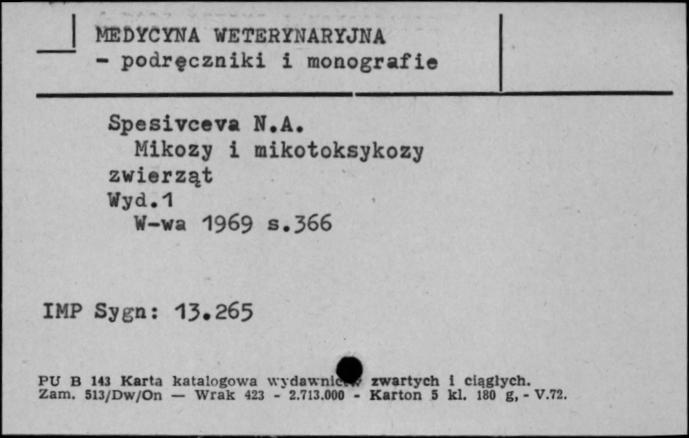 MEDYCYNA WETERYNARYJNA
- podręczniki i monografie
Spesivceva N.A.
Mikozy i mikotoksykozy
zwierząt
Wyd.1
W-wa 1969 s.366
IMP Sygn: 13.265
PU B 143 Karta katalogowa zwartych i ciągłych.
Zam. 513/Dw/On — Wrak 423 - 2.713.000 - Karton 5 kl. 180 g, - V.72.